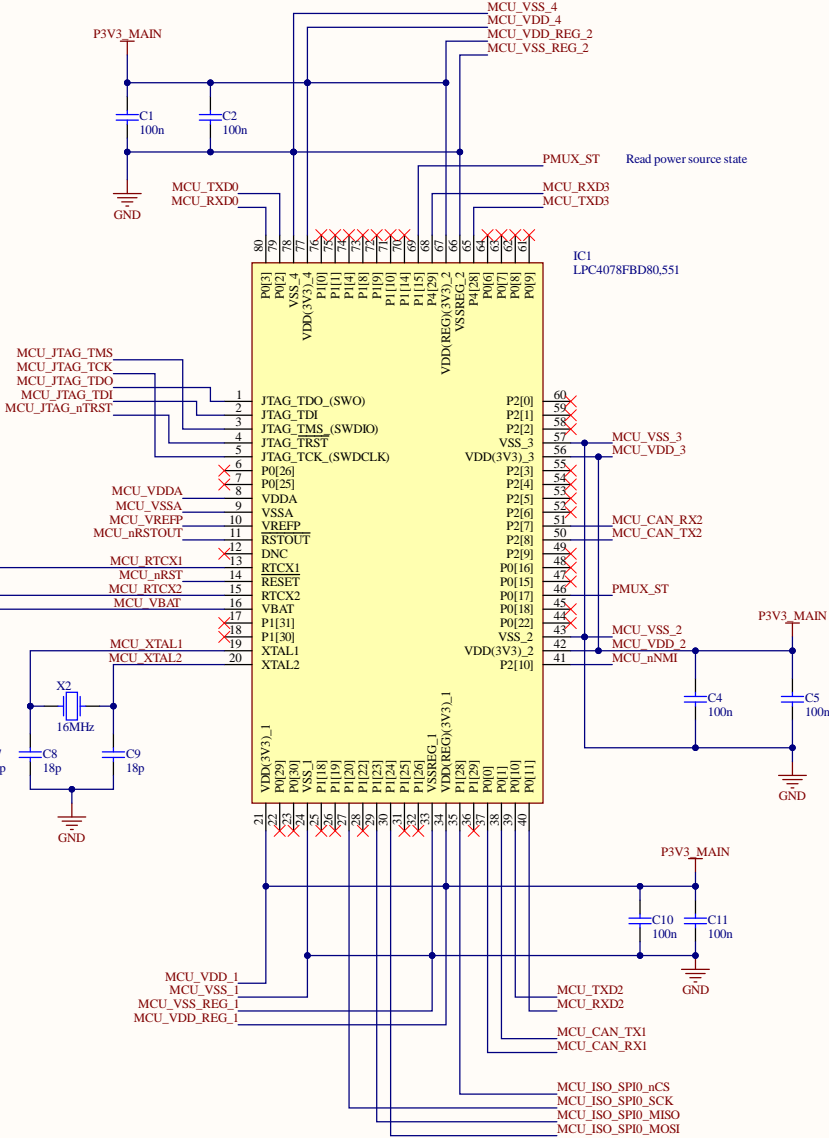 MCU_VSS_4
MCU_VDD_4
MCU_VDD_REG_2
MCU_VSS_REG_2
P3V3_MAIN
C1
100n
C2
100n
GND
PMUX_ST
Read power source state
MCU_TXD0
MCU_RXD0
MCU_RXD3
MCU_TXD3
80 79 78 77 76 75 74 73 72 71 70 69 68 67 66 65 64 63 62 61
IC1
LPC4078FBD80,551
P0[3]
P0[2]
VSS_4
VDD(3V3)_4
P1[0]
P1[1]
P1[4]
P1[8]
P1[9]
P1[10]
P1[14]
P1[15]
P4[29]
VDD(REG)(3V3)_2
VSSREG_2
P4[28]
P0[6]
P0[7]
P0[8]
P0[9]
MCU_JTAG_TMS
MCU_JTAG_TCK
MCU_JTAG_TDO
MCU_JTAG_TDI
MCU_JTAG_nTRST
1 JTAG_TDO_(SWO)
2 JTAG_TDI
3 JTAG_TMS_(SWDIO)
4 JTAG_TRST
5 JTAG_TCK_(SWDCLK)
6 P0[26]
7 P0[25]
MCU_VDDA 8 VDDA
MCU_VSSA 9 VSSA
MCU_VREFP 10 VREFP
MCU_nRSTOUT 11 RSTOUT
12 DNC
MCU_RTCX1 13 RTCX1
MCU_nRST 14 RESET
MCU_RTCX2 15 RTCX2
MCU_VBAT 16 VBAT
17 P1[31]
18 P1[30]
MCU_XTAL1 19 XTAL1
MCU_XTAL2 20 XTAL2
P2[0] 60
P2[1] 59
P2[2] 58
VSS_3 57 MCU_VSS_3
VDD(3V3)_3 56 MCU_VDD_3
P2[3] 55
P2[4] 54
P2[5] 53
P2[6] 52
P2[7] 51 MCU_CAN_RX2
P2[8] 50 MCU_CAN_TX2
P2[9] 49
P0[16] 48
P0[15] 47
P0[17] 46 PMUX_ST
P0[18] 45
P0[22] 44
VSS_2 43 MCU_VSS_2
VDD(3V3)_2 42 MCU_VDD_2
P2[10] 41 MCU_nNMI
P3V3_MAIN
C4
100n
C5
100n
GND
X2
16MHz
C8
18p
C9
18p
p
GND
VDD(3V3)_1
P0[29]
P0[30]
VSS_1
P1[18]
P1[19]
P1[20]
P1[22]
P1[23]
P1[24]
P1[25]
P1[26]
VSSREG_1
VDD(REG)(3V3)_1
P1[28]
P1[29]
P0[0]
P0[1]
P0[10]
P0[11]
21 22 23 24 25 26 27 28 29 30 31 32 33 34 35 36 37 38 39 40
P3V3_MAIN
C10
100n
C11
100n
GND
MCU_VDD_1
MCU_VSS_1
MCU_VSS_REG_1
MCU_VDD_REG_1
MCU_TXD2
MCU_RXD2
MCU_CAN_TX1
MCU_CAN_RX1
MCU_ISO_SPI0_nCS
MCU_ISO_SPI0_SCK
MCU_ISO_SPI0_MISO
MCU_ISO_SPI0_MOSI